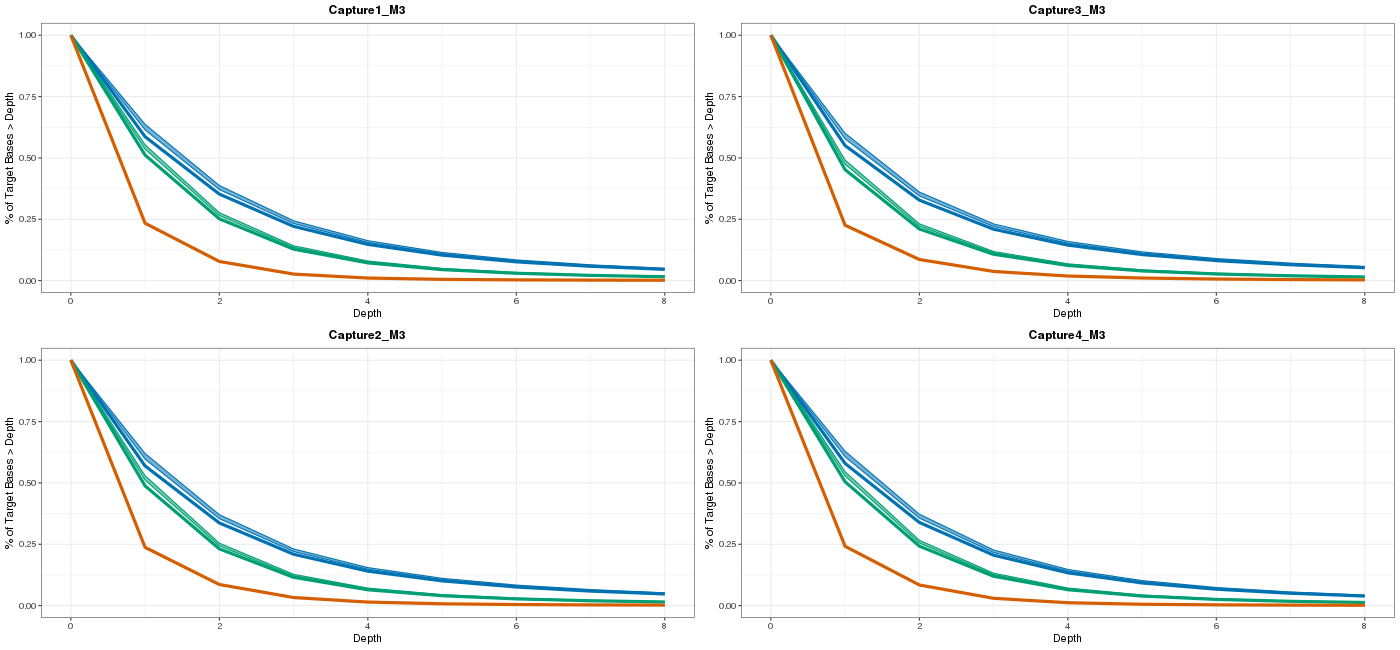 Capture1_M3
% of Target Bases > Depth
1.00
0.75
0.50
0.25
0.00
0 2 4 6 8
Depth
Capture3_M3
% of Target Bases > Depth
1.00
0.75
0.50
0.25
0.00
0 2 4 6 8
Depth
Capture2_M3
% of Target Bases > Depth
1.00
0.75
0.50
0.25
0.00
0 2 4 6 8
Depth
Capture4_M3
% of Target Bases > Depth
1.00
0.75
0.50
0.25
0.00
0 2 4 6 8
Depth